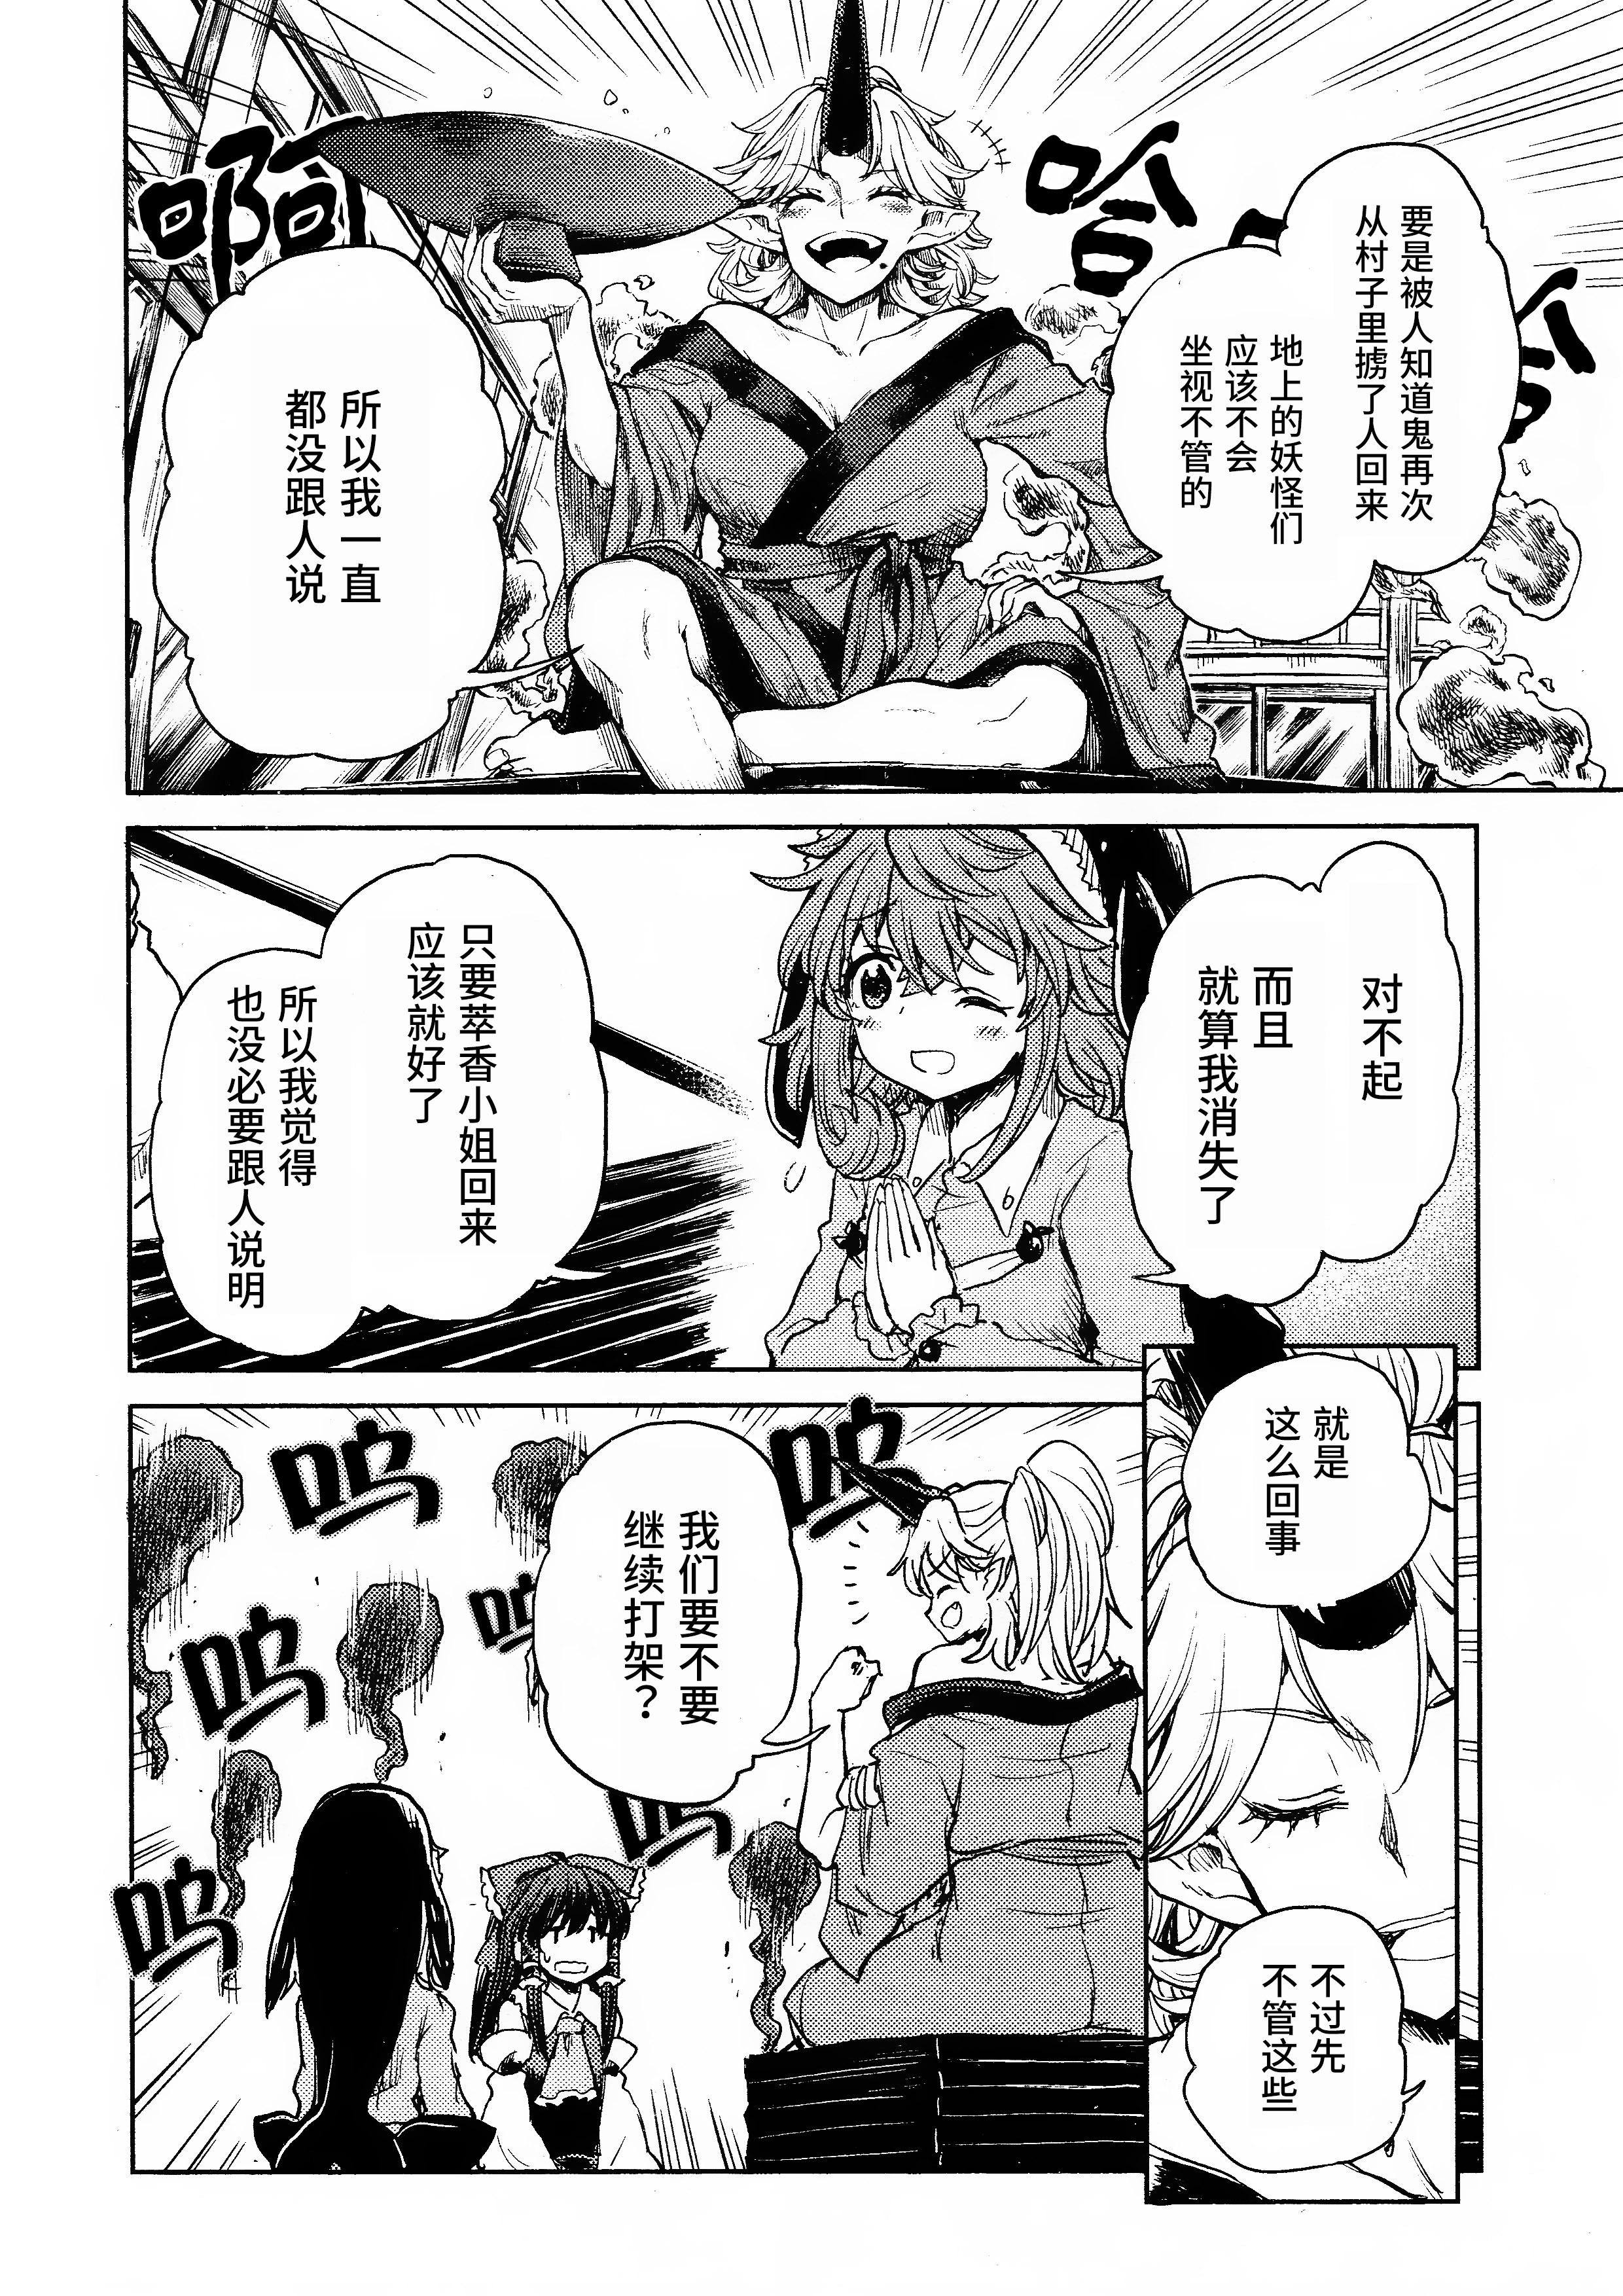 要是被人知道鬼再次
从村子里掳了人回来
地上的妖怪们
应该不会
坐视不管的
哈
哈
哈
啊
所以我一直
都没跟人说
对不起
而且
就算我消失了
只要萃香小姐回来
应该就好了
所以我觉得
也没必要跟人说明
就是
这么回事
不过先
不管这些
我们要不要
继续打架？
呜
呜
呜
呜
呜
呜